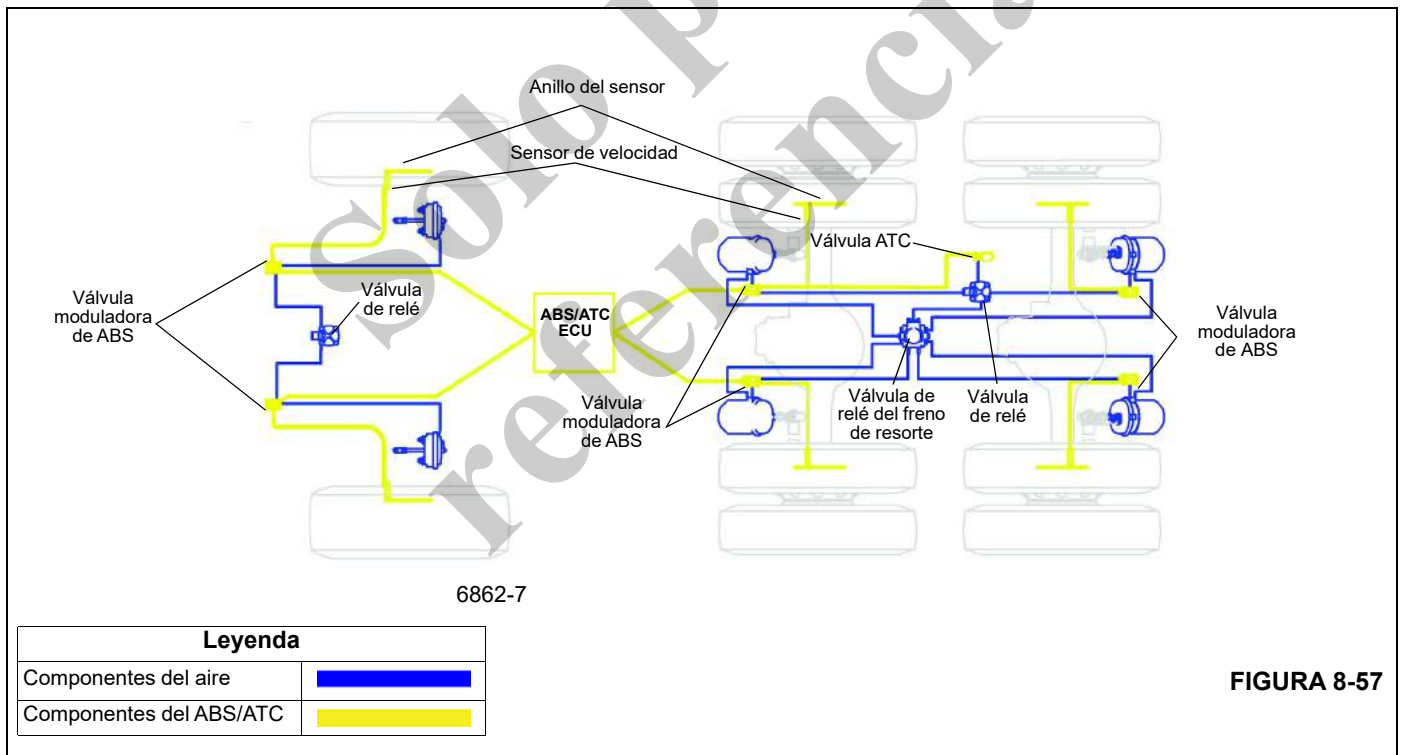 Solo p
referencia
Anillo del sensor
Sensor de velocidad
Válvula ATC
Válvula
moduladora
de ABS
Válvula
de relé
ABS/ATC
ECU
Válvula
moduladora
de ABS
Válvula de
relé del freno
de resorte
Válvula
de relé
Válvula
moduladora
de ABS
6862-7
Leyenda
Componentes del aire
Componentes del ABS/ATC
FIGURA 8-57